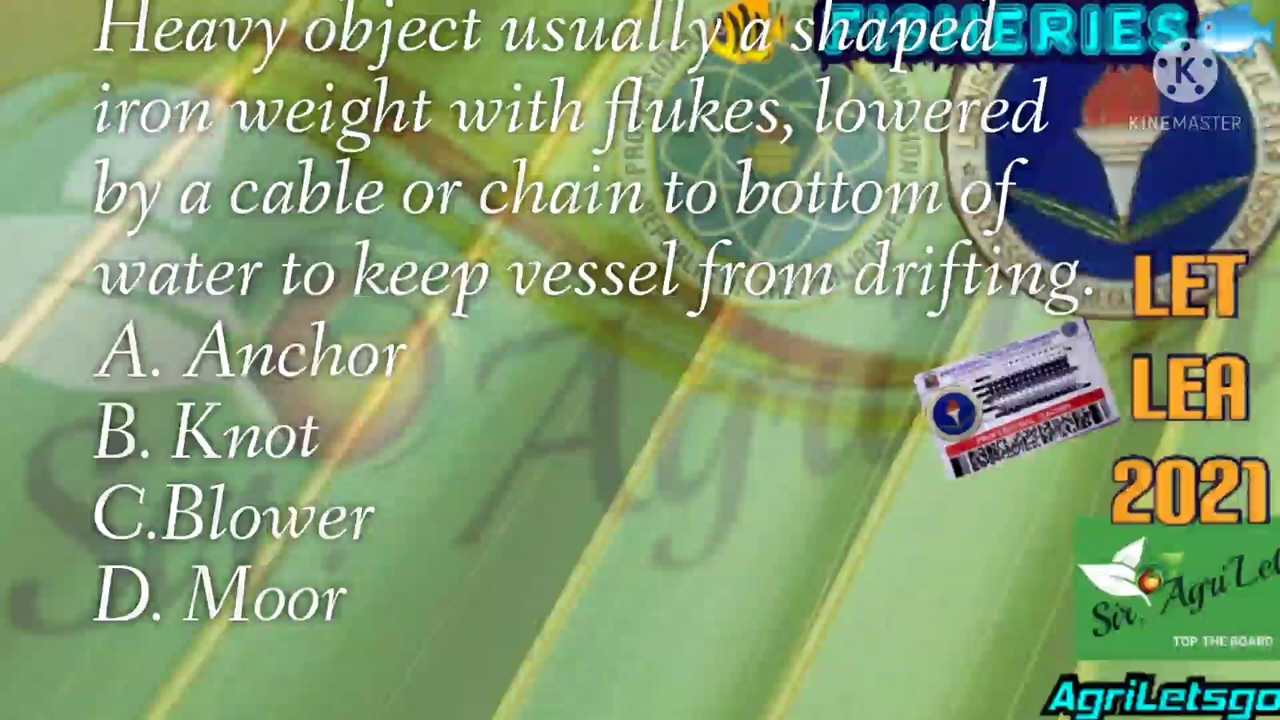 FISHERIES
Heavy object usually a shaped
iron weight with flukes, lowered
by a cable or chain to bottom of
water to keep vessel from drifting.
A. Anchor
B. Knot
C.Blower
D. Moor
K
KINEMASTER
LET
LEA
2021
Sir, AgriLet
TOP THE BOARD
AgriLetsgo